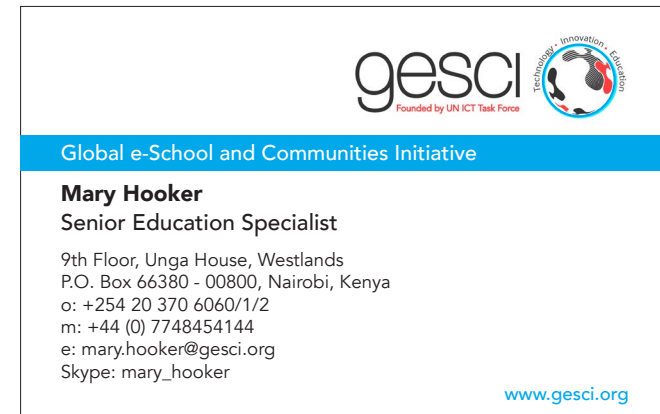 gesci
Founded by UN ICT Task Force
Technology · Innovation · Education
Global e-School and Communities Initiative
Mary Hooker
Senior Education Specialist
9th Floor, Unga House, Westlands
P.O. Box 66380 - 00800, Nairobi, Kenya
o: +254 20 370 6060/1/2
m: +44 (0) 7748454144
e: mary.hooker@gesci.org
Skype: mary_hooker
www.gesci.org